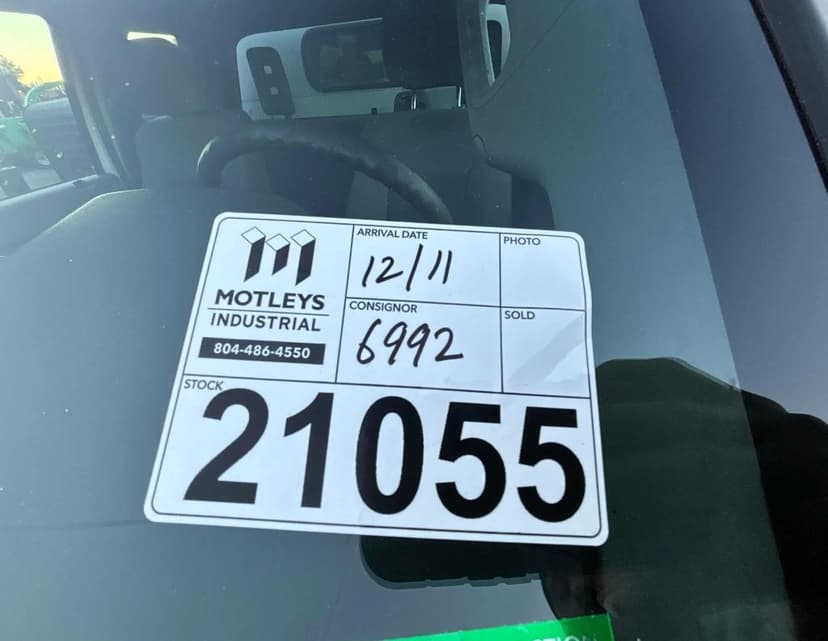 MOTLEYS
INDUSTRIAL
804-486-4550
ARRIVAL DATE
12/11
PHOTO
CONSIGNOR
6992
SOLD
STOCK
21055